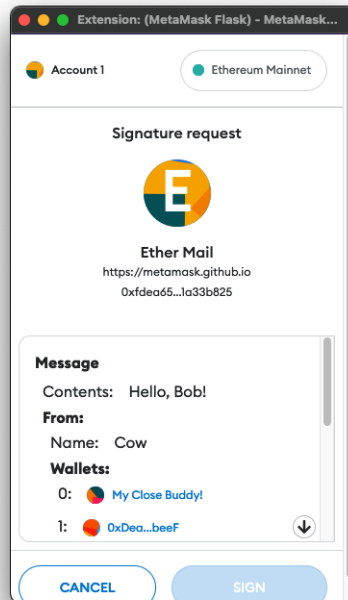 Extension: (MetaMask Flask) - MetaMask...
Account 1
Ethereum Mainnet
Signature request
E
Ether Mail
https://metamask.github.io
0xfdea65...1a33b825
Message
Contents: Hello, Bob!
From:
Name: Cow
Wallets:
0: My Close Buddy!
1: 0xDea...beeF
CANCEL SIGN